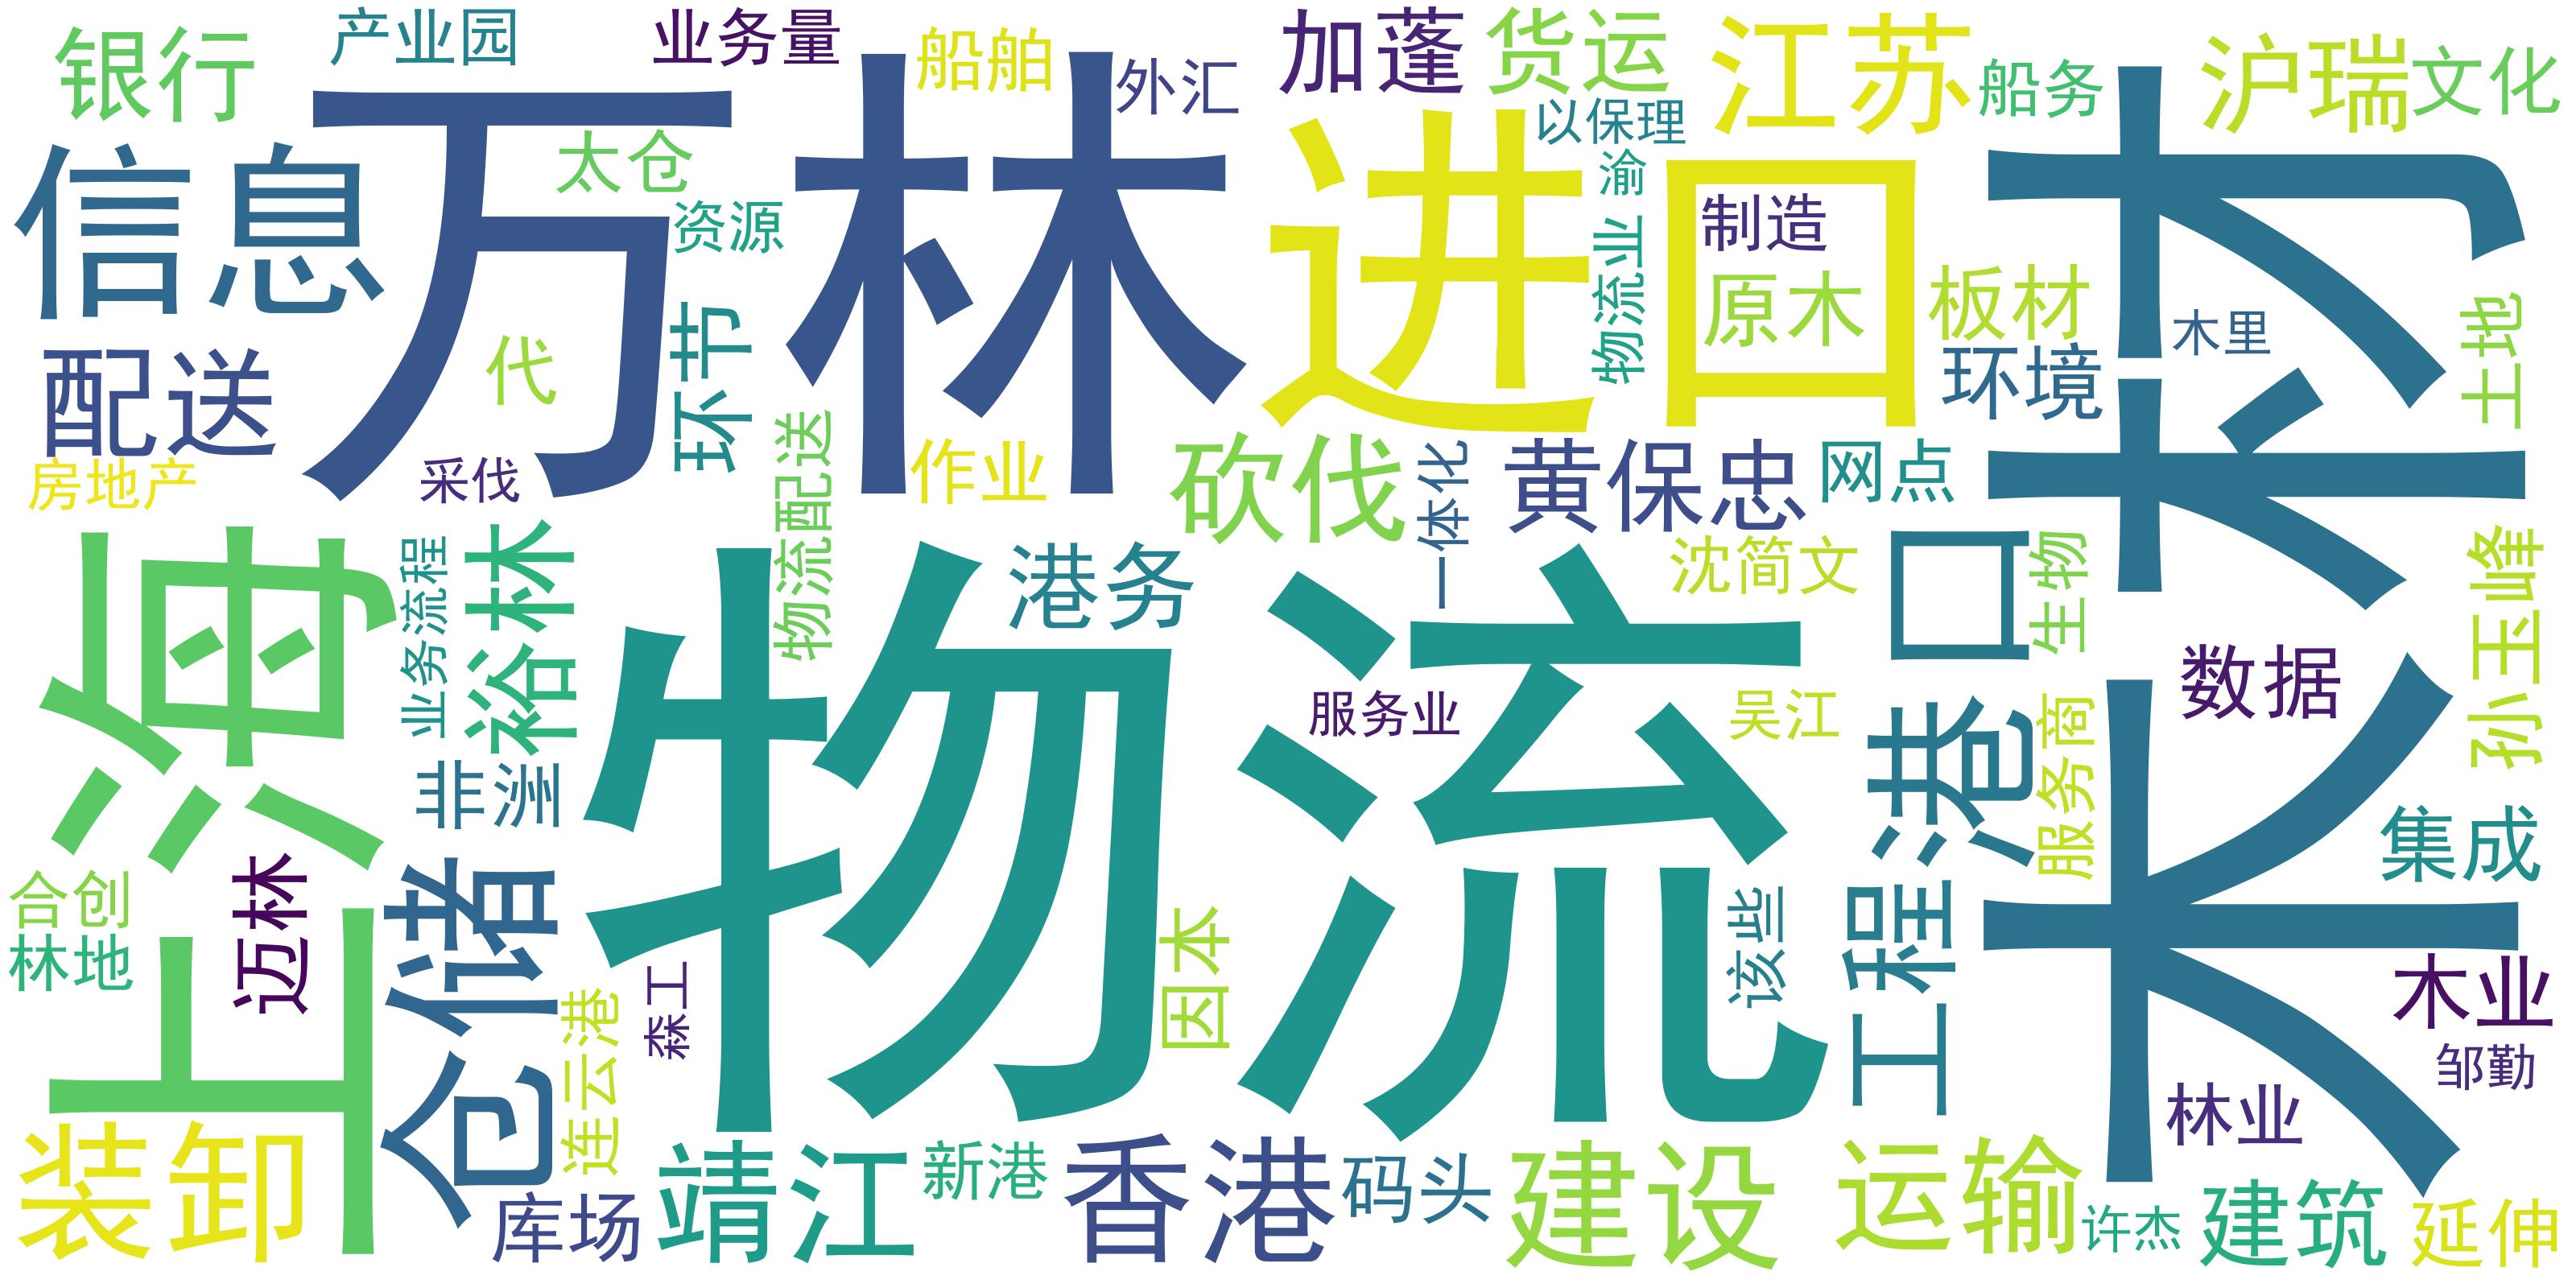 银行
产业园
业务量
船舶
外汇
加蓬
货运
江苏
船务
沪瑞
文化
信息
万林
太仓
资源
进口
以保理
渝
物流业
制造
原木
板材
环境
木材
木里
土地
配送
代
环节
房地产
采伐
物流配送
作业
砍伐
一体化
黄保忠
网点
上海
业务流程
裕林
港务
物流
沈简文
港口
生物
孙玉峰
服务业
吴江
数据
非洲
服务商
集成
合创
林地
迈林
仓储
连云港
森工
因本
该些
工程
木业
邹勤
林业
装卸
库场
靖江
新港
香港
码头
建设
运输
许杰
建筑
延伸